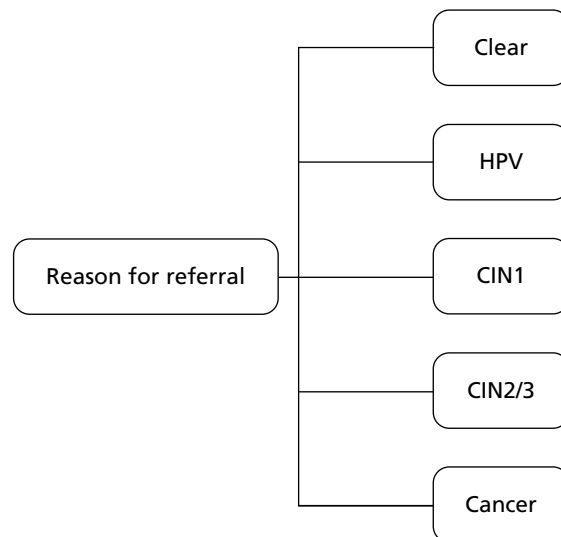 Clear
HPV
Reason for referral
CIN1
CIN2/3
Cancer